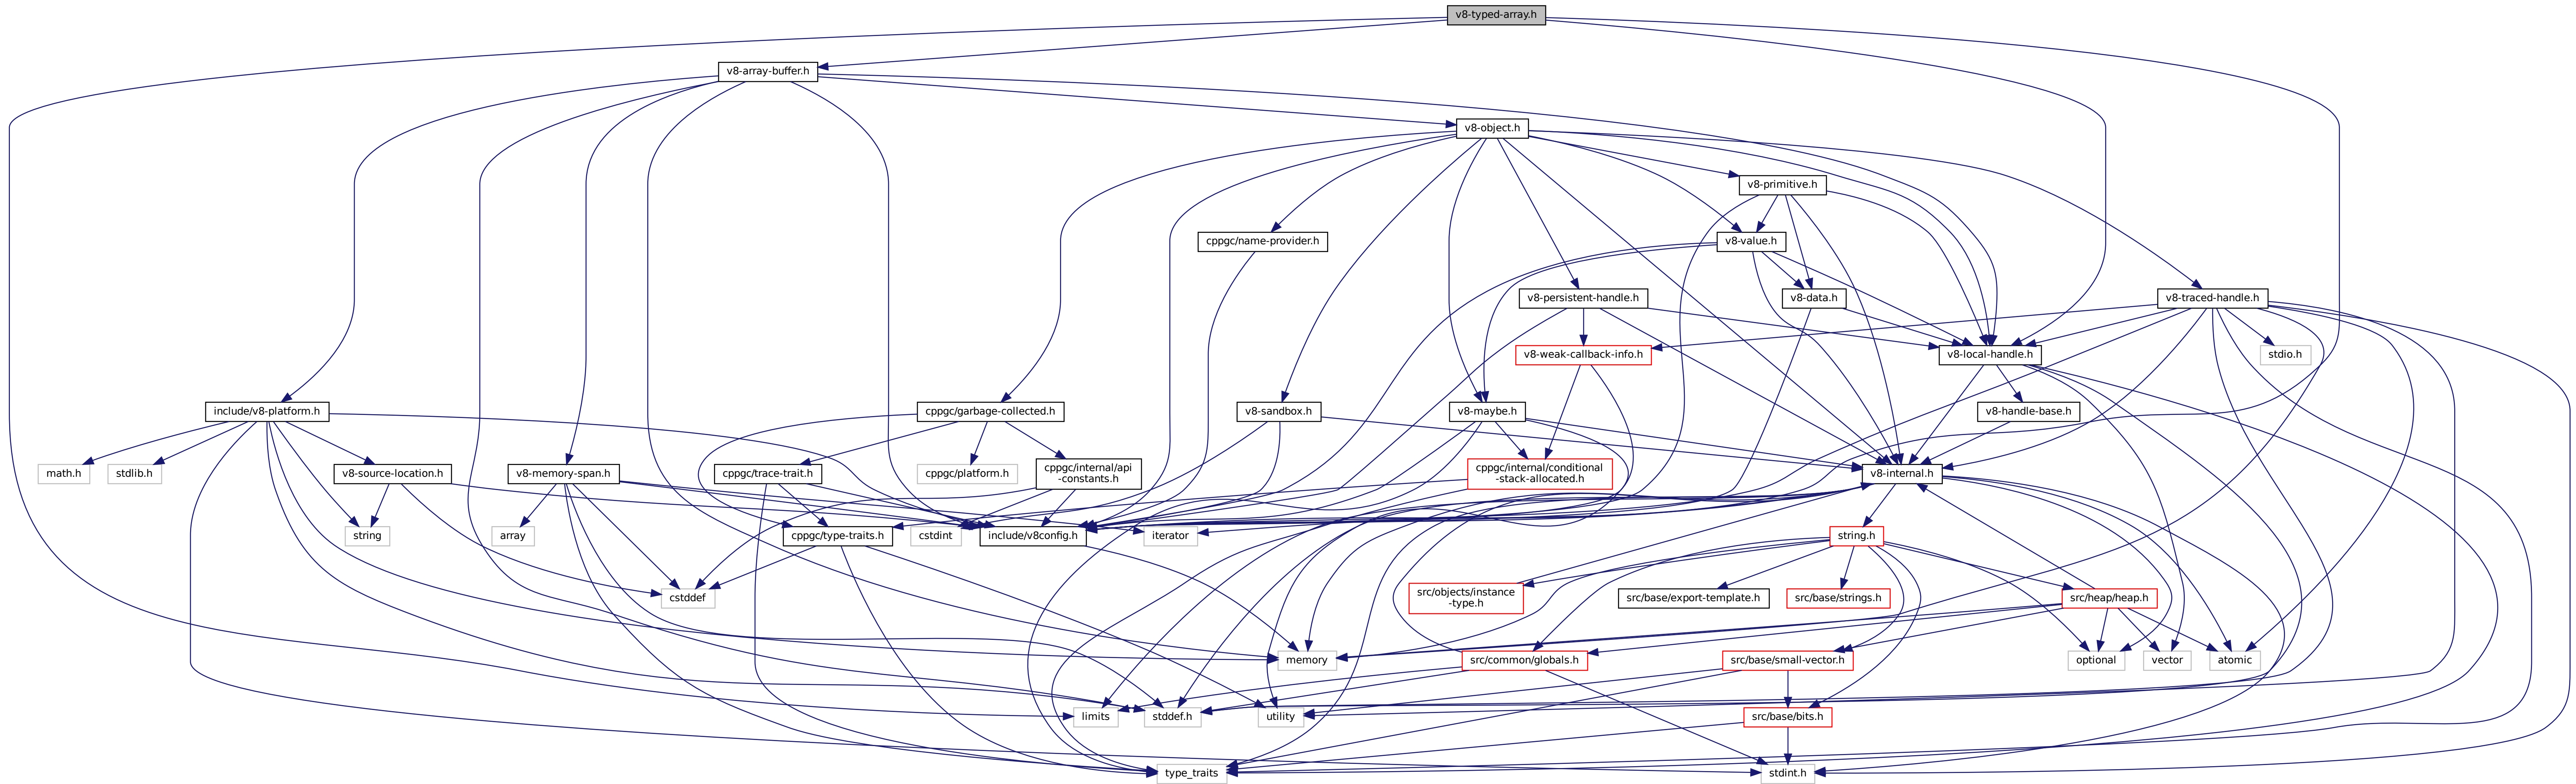 v8-typed-array.h
v8-array-buffer.h
v8-object.h
v8-primitive.h
cppgc/name-provider.h
v8-value.h
v8-persistent-handle.h
v8-data.h
v8-traced-handle.h
v8-weak-callback-info.h
v8-local-handle.h
stdio.h
include/v8-platform.h
cppgc/garbage-collected.h
v8-sandbox.h
v8-maybe.h
v8-handle-base.h
math.h
stdlib.h
v8-source-location.h
v8-memory-span.h
cppgc/trace-trait.h
cppgc/platform.h
cppgc/internal/api
-constants.h
cppgc/internal/conditional
-stack-allocated.h
v8-internal.h
string
array
cppgc/type-traits.h
cstdint
include/v8config.h
iterator
string.h
cstddef
src/objects/instance
-type.h
src/base/export-template.h
src/base/strings.h
src/heap/heap.h
memory
src/common/globals.h
src/base/small-vector.h
optional
vector
atomic
limits
stddef.h
utility
src/base/bits.h
type_traits
stdint.h